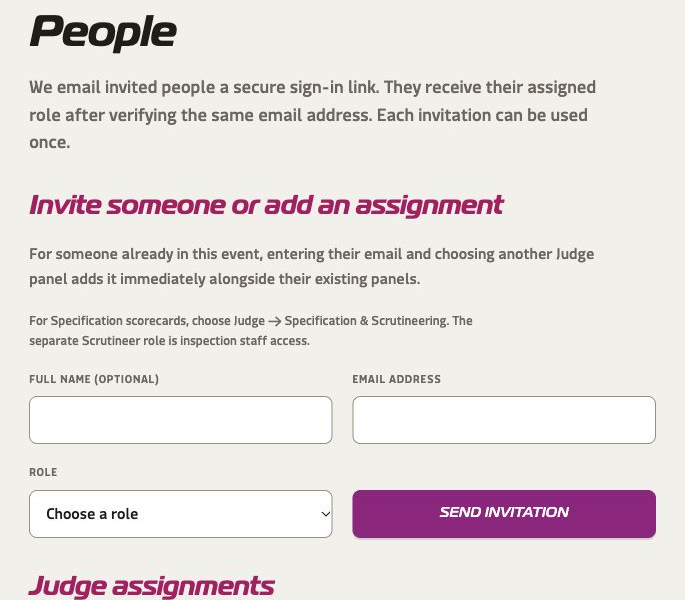 People
We email invited people a secure sign-in link. They receive their assigned
role after verifying the same email address. Each invitation can be used
once.
Invite someone or add an assignment
For someone already in this event, entering their email and choosing another Judge
panel adds it immediately alongside their existing panels.
For Specification scorecards, choose Judge → Specification & Scrutineering. The
separate Scrutineer role is inspection staff access.
FULL NAME (OPTIONAL)
EMAIL ADDRESS
ROLE
Choose a role
SEND INVITATION
Judge assignments